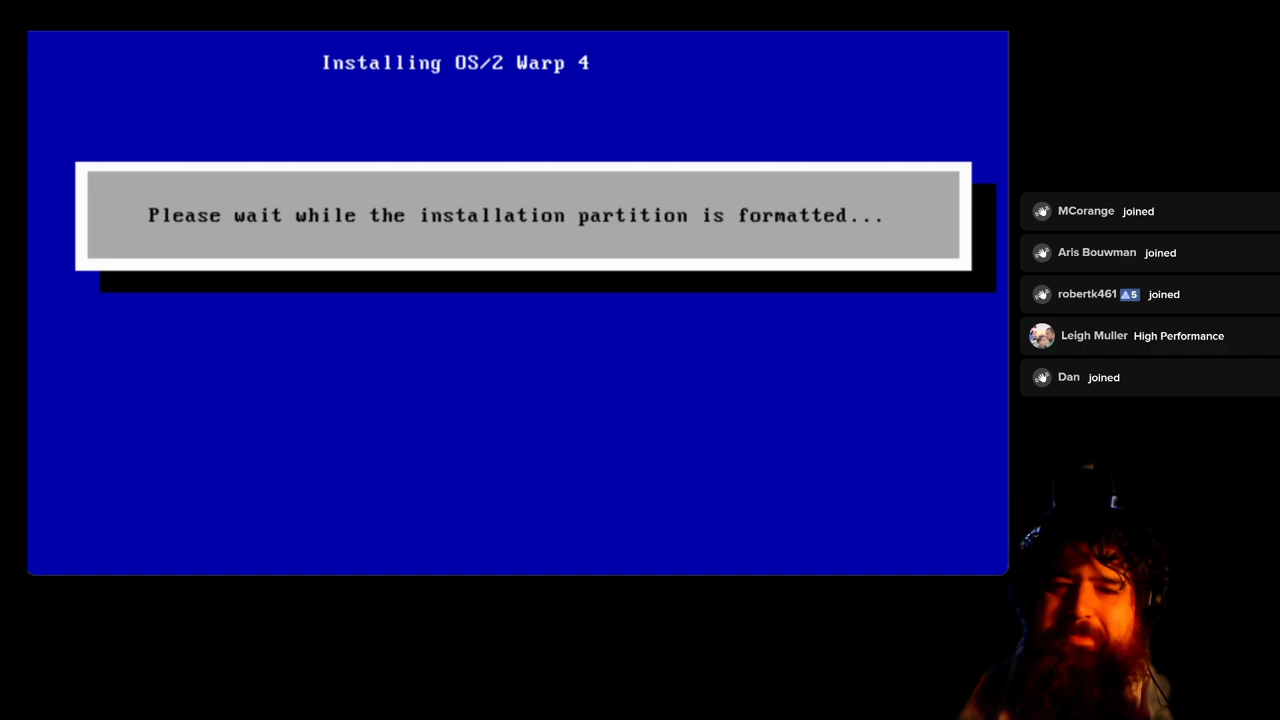 Installing OS/2 Warp 4
Please wait while the installation partition is formatted...
MCorange joined
Aris Bouwman joined
robertk461 5 joined
Leigh Muller High Performance
Dan joined